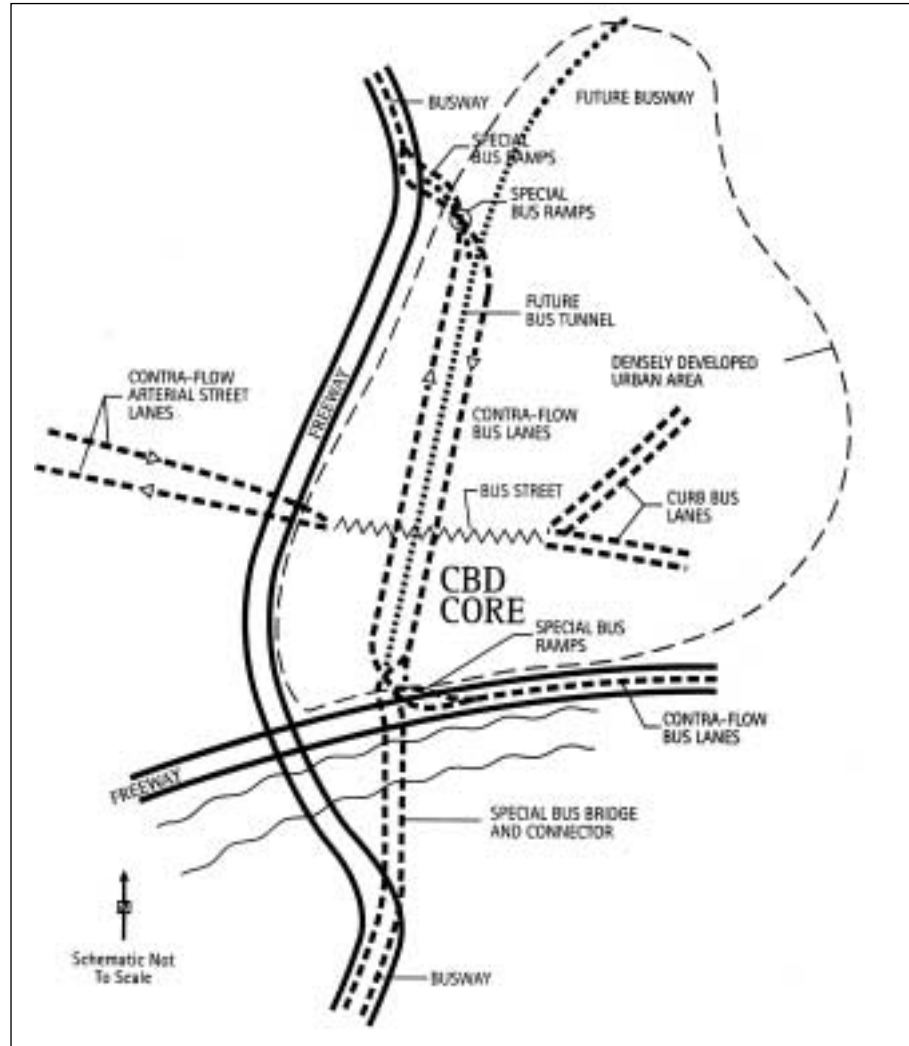 BUSWAY
FUTURE BUSWAY
SPECIAL
BUS RAMPS
SPECIAL
BUS RAMPS
FUTURE
BUS TUNNEL
DENSELY DEVELOPED
URBAN AREA
CONTRA-FLOW
ARTERIAL STREET
LANES
FREEWAY
CONTRA-FLOW
BUS LANES
BUS STREET
CURB BUS
LANES
CBD
CORE
SPECIAL BUS
RAMPS
CONTRA-FLOW
BUS LANES
FREEWAY
SPECIAL BUS BRIDGE
AND CONNECTOR
N
Schematic Not
To Scale
BUSWAY